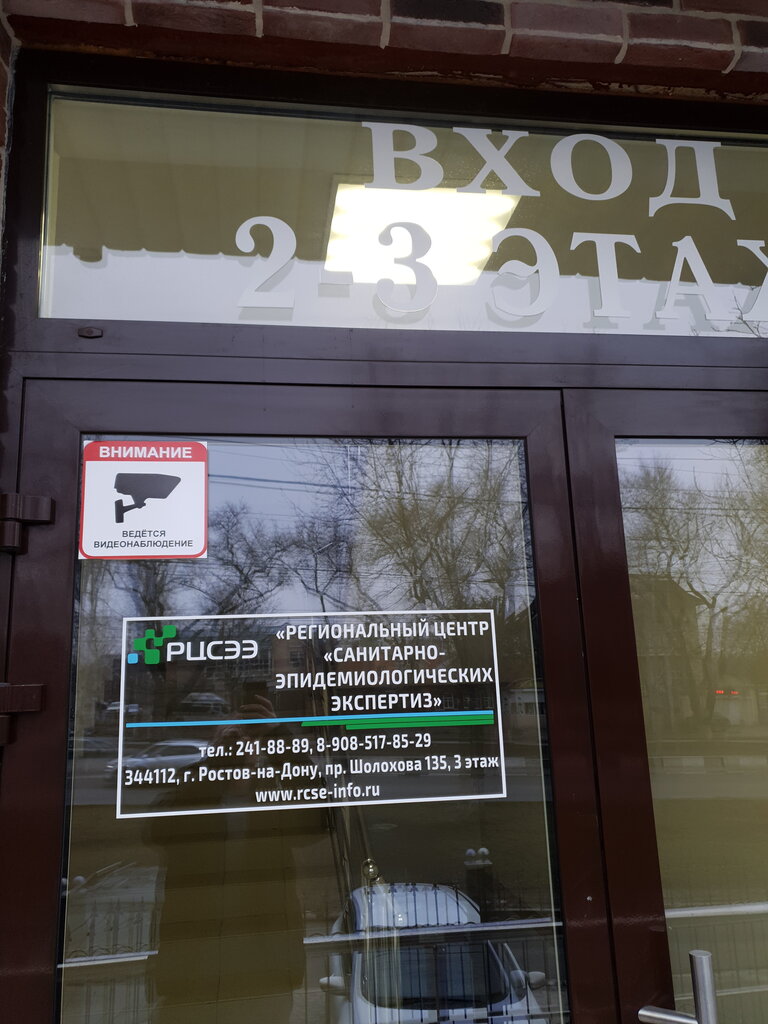 ВХОД
2-3 ЭТАЖ
ВНИМАНИЕ
ВЕДЁТСЯ
ВИДЕОНАБЛЮДЕНИЕ
РЦСЭЭ
«РЕГИОНАЛЬНЫЙ ЦЕНТР
«САНИТАРНО-
ЭПИДЕМИОЛОГИЧЕСКИХ
ЭКСПЕРТИЗ»
тел.: 241-88-89, 8-908-517-85-29
344112, г. Ростов-на-Дону, пр. Шолохова 135, 3 этаж
www.rcse-info.ru